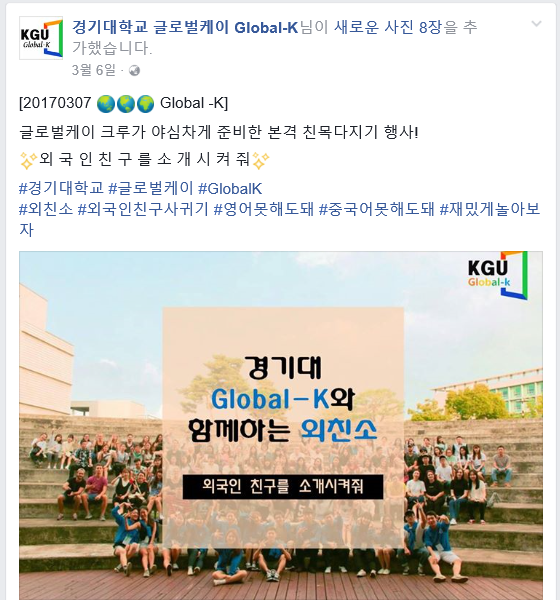 KGU
Global-K
경기대학교 글로벌케이 Global-K님이 새로운 사진 8장을 추
가했습니다.
3월 6일 ·
[20170307 🌏🌏🌍 Global -K]
글로벌케이 크루가 야심차게 준비한 본격 친목다지기 행사!
✨외 국 인 친 구 를 소 개 시 켜 줘✨
#경기대학교 #글로벌케이 #GlobalK
#외친소 #외국인친구사귀기 #영어못해도돼 #중국어못해도돼 #재밌게놀아보
자
KGU
Global-k
경기대
Global-K와
함께하는 외친소
외국인 친구를 소개시켜줘